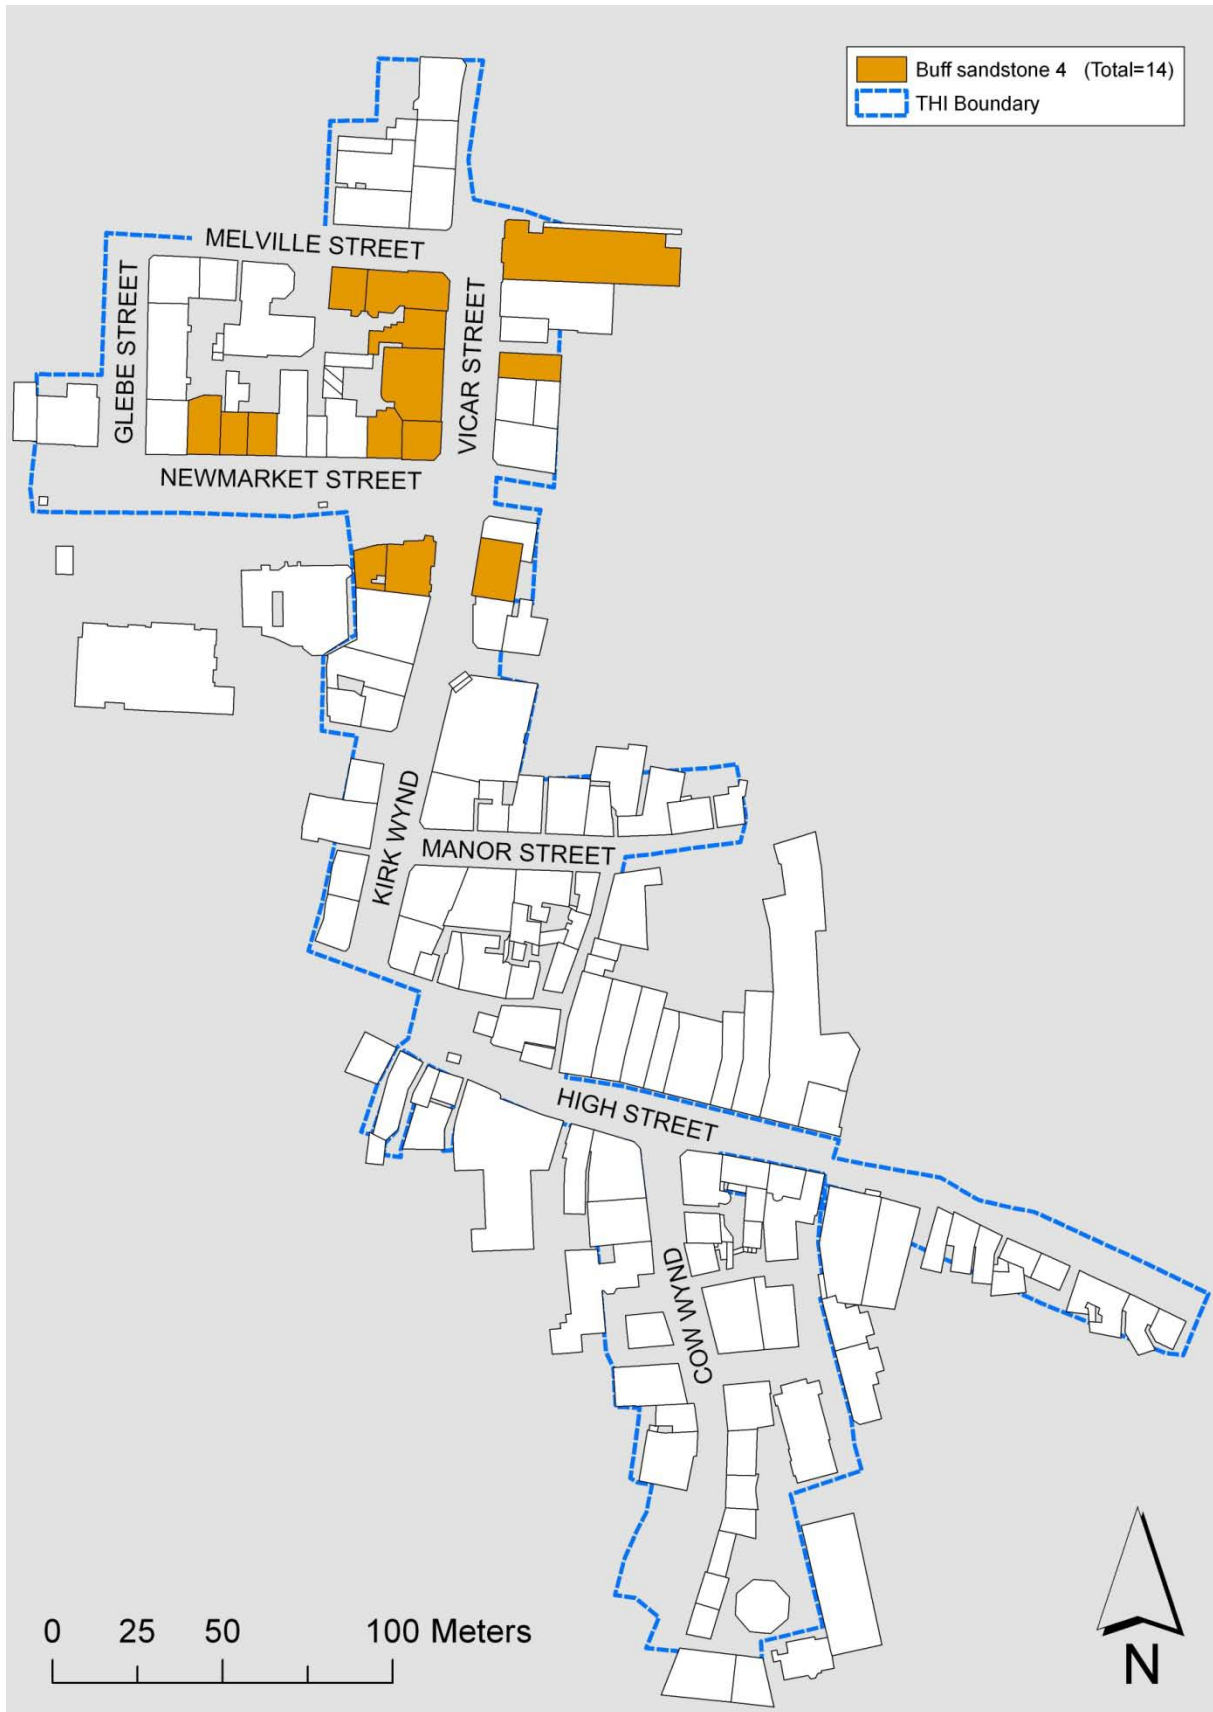 Buff sandstone 4 (Total=14)
THI Boundary
MELVILLE STREET
GLEBE STREET
VICAR STREET
NEWMARKET STREET
KIRK WYND
MANOR STREET
HIGH STREET
COW WYND
0 25 50 100 Meters
N